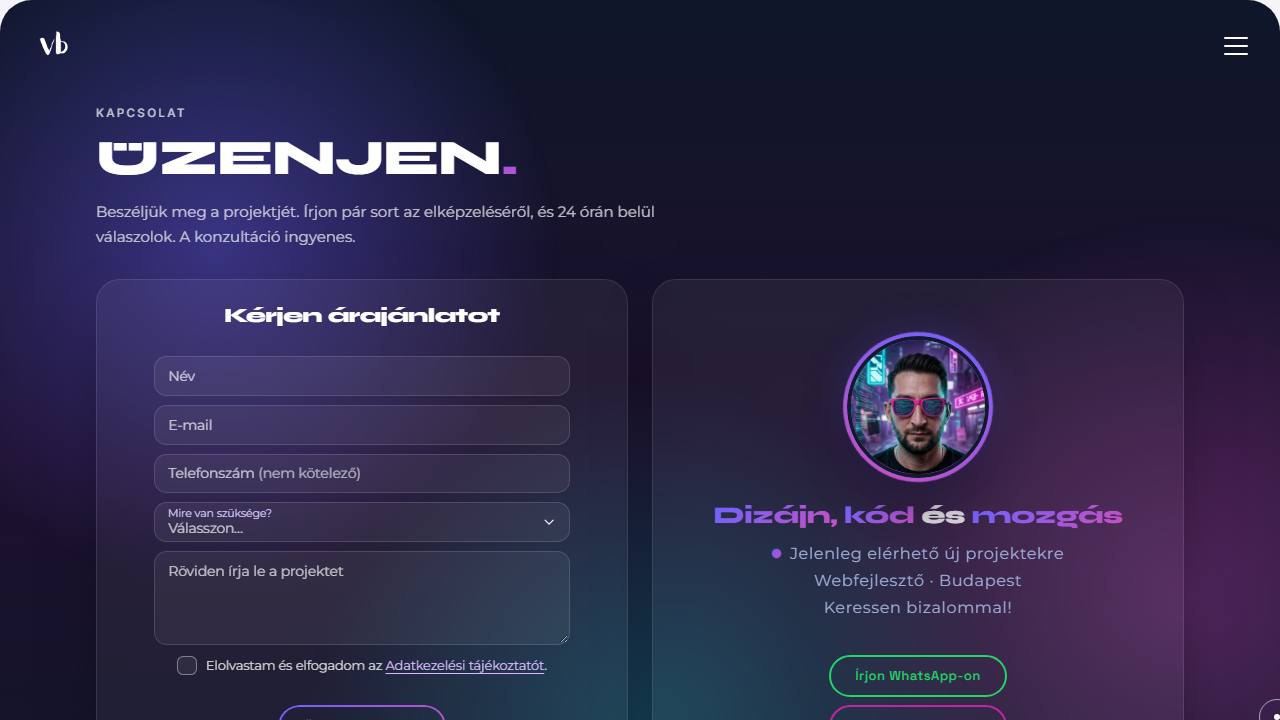 vb
KAPCSOLAT
ÜZENJEN.
Beszéljük meg a projektjét. Írjon pár sort az elképzeléséről, és 24 órán belül
válaszolok. A konzultáció ingyenes.
Kérjen árajánlatot
Név
E-mail
Telefonszám (nem kötelező)
Mire van szüksége?
Válasszon...
Röviden írja le a projektet
Elolvastam és elfogadom az Adatkezelési tájékoztatót.
Dizájn, kód és mozgás
Jelenleg elérhető új projektekre
Webfejlesztő · Budapest
Keressen bizalommal!
Írjon WhatsApp-on